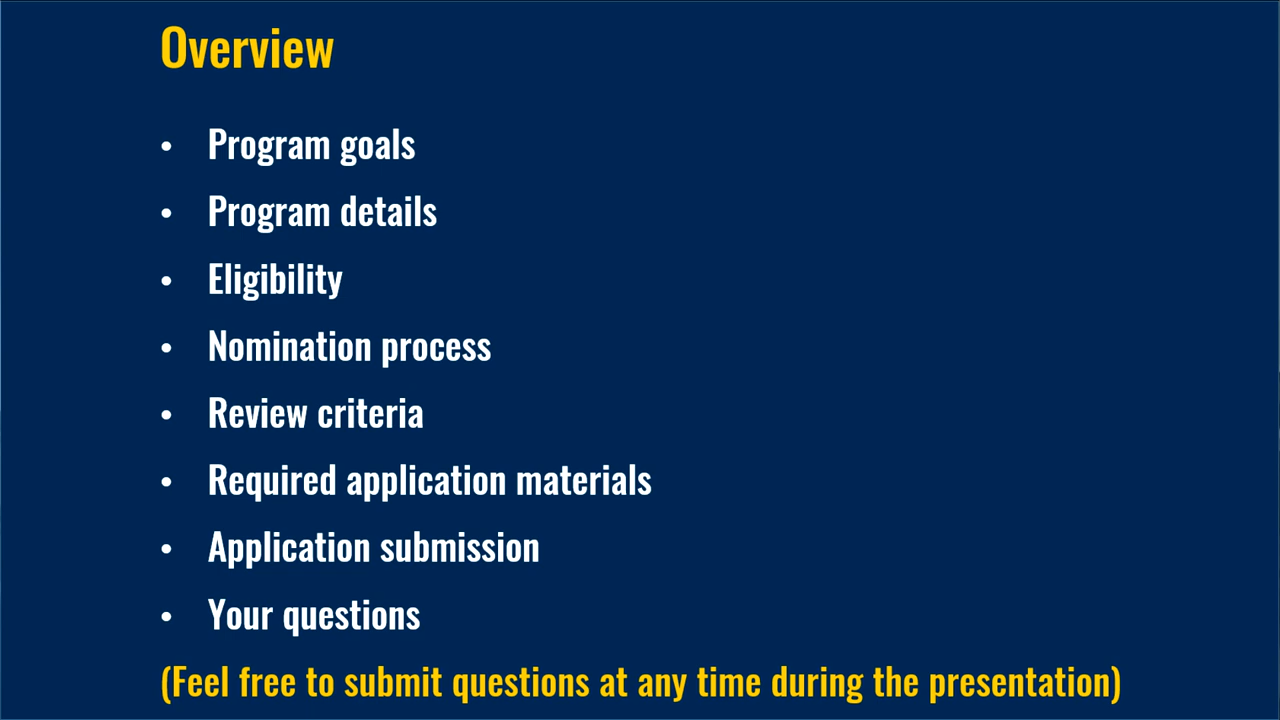 Overview
• Program goals
• Program details
• Eligibility
• Nomination process
• Review criteria
• Required application materials
• Application submission
• Your questions
(Feel free to submit questions at any time during the presentation)